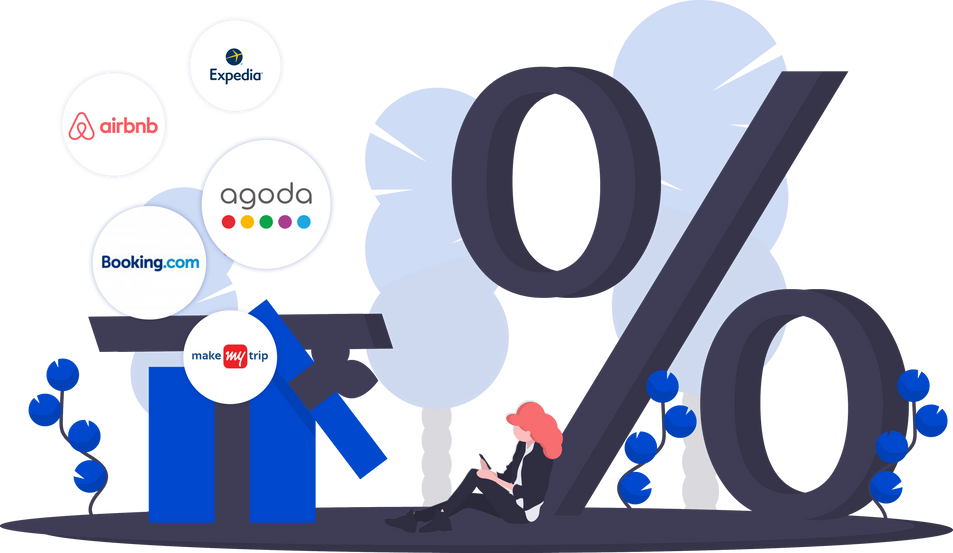 Expedia
airbnb
agoda
Booking.com
make my trip
%